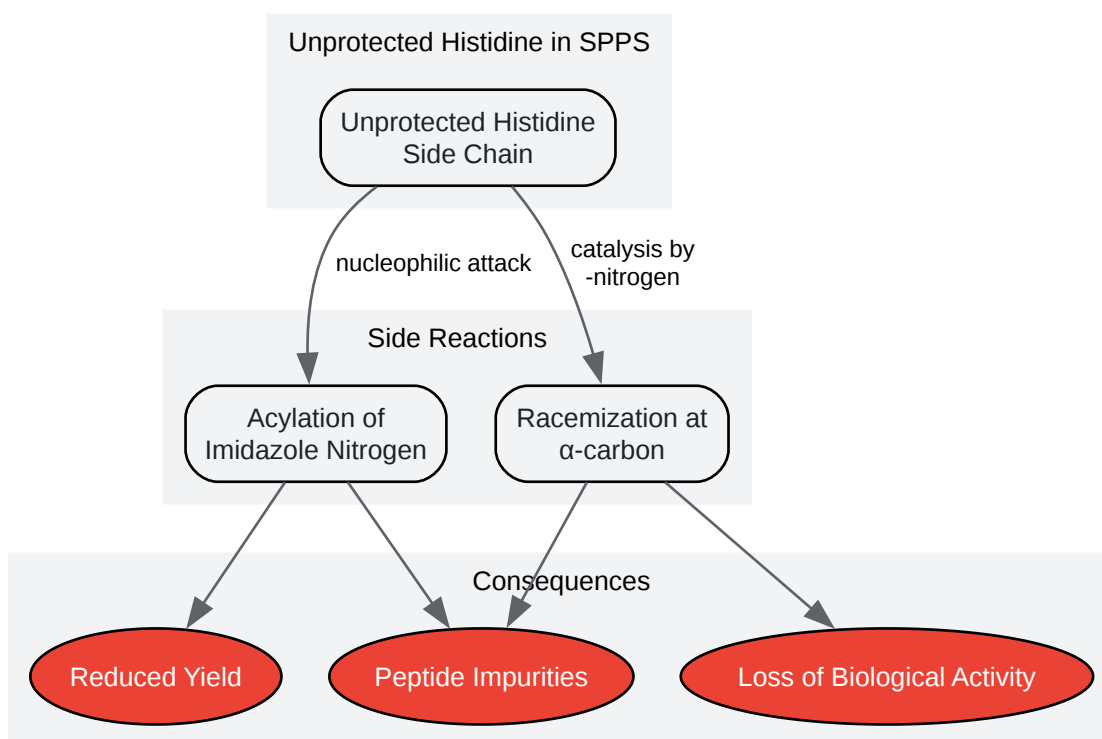 Unprotected Histidine in SPPS
Unprotected Histidine
Side Chain
nucleophilic attack
catalysis by
-nitrogen
Side Reactions
Acylation of
Imidazole Nitrogen
Racemization at
α-carbon
Consequences
Reduced Yield
Peptide Impurities
Loss of Biological Activity